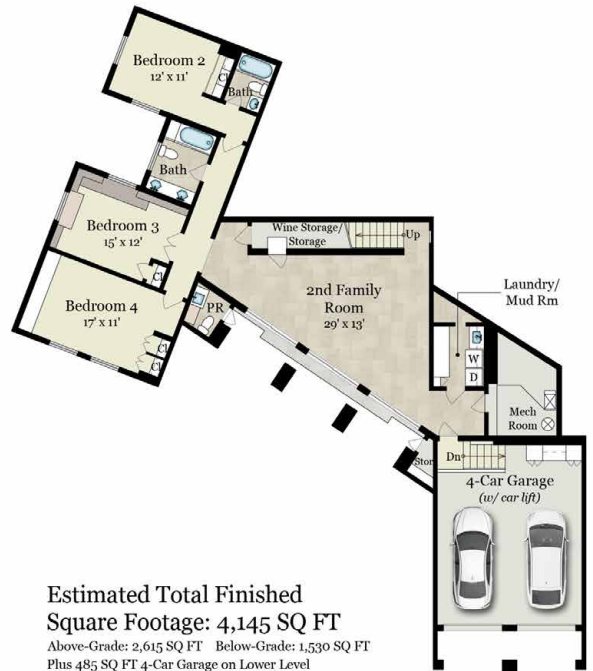 Bedroom 2
12' x 11'
Cl
Bath
Bath
Bedroom 3
15' x 12'
Cl
Bedroom 4
17' x 11'
Cl
Cl
PR
Wine Storage/
Storage
Up
2nd Family
Room
29' x 13'
Laundry/
Mud Rm
W
D
Mech
Room
Stor
Dn
4-Car Garage
(w/ car lift)
Estimated Total Finished
Square Footage: 4,145 SQ FT
Above-Grade: 2,615 SQ FT Below-Grade: 1,530 SQ FT
Plus 485 SQ FT 4-Car Garage on Lower Level